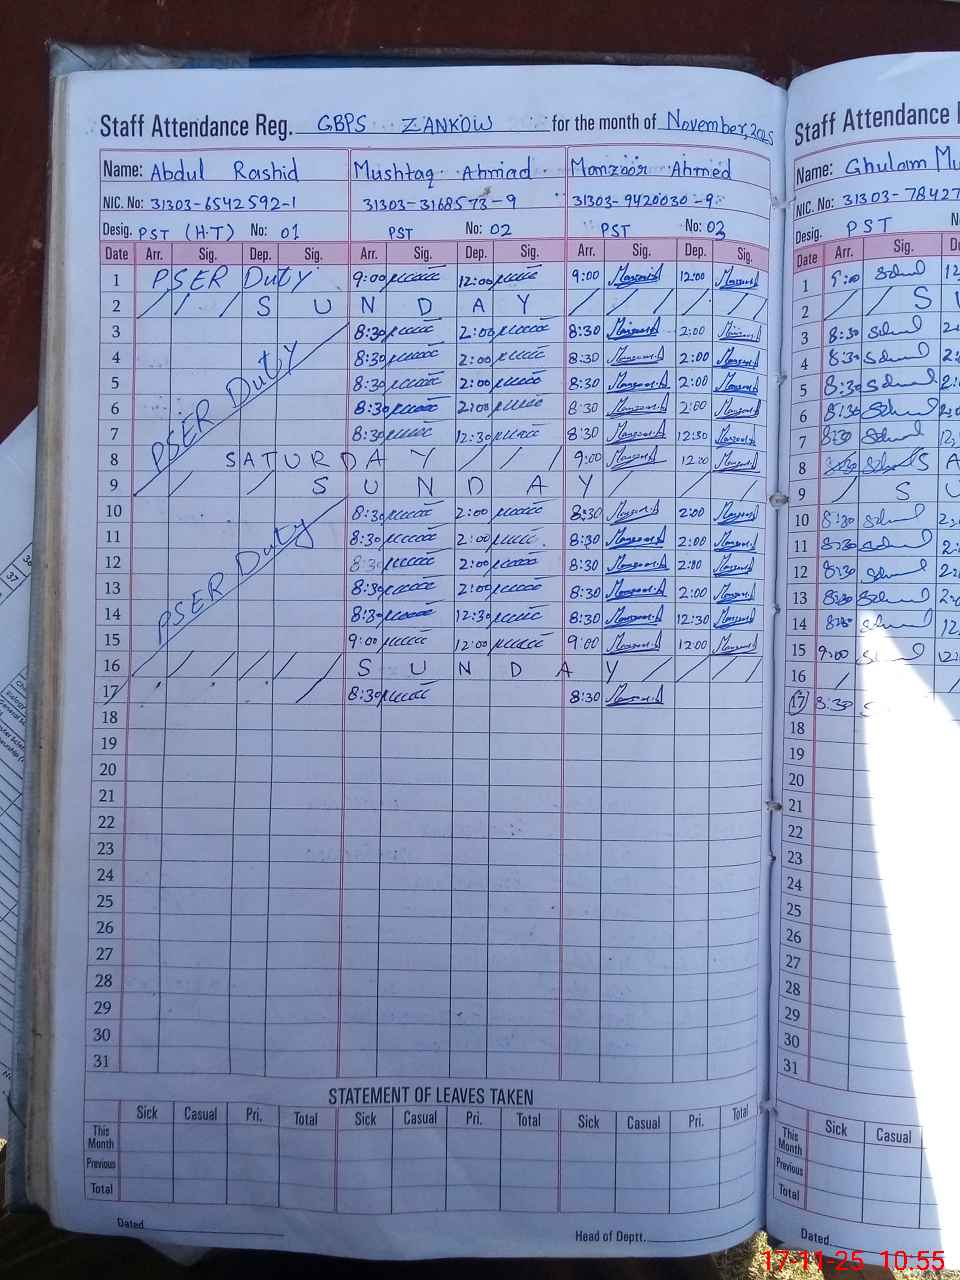 Staff Attendance Reg. GBPS ZANKOW for the month of November, 2025
Name: Abdul Rashid Mushtaq Ahmad Manzoor Ahmed
NIC. No: 31303-6542592-1 31303-3168573-9 31303-9420030-9
Desig. PST (H-T) No: 01 PST No: 02 PST No: 03
Date Arr. Sig. Dep. Sig. Arr. Sig. Dep. Sig. Arr. Sig. Dep. Sig.
1 PSER Duty 9:00 12:00 9:00 12:00
2 SUNDAY
3 8:30 2:00 8:30 2:00
4 8:30 2:00 8:30 2:00
5 PSER Duty 8:30 2:00 8:30 2:00
6 8:30 2:00 8:30 2:00
7 8:30 12:30 8:30 12:30
8 SATURDAY 9:00 12:00
9 SUNDAY
10 8:30 2:00 8:30 2:00
11 8:30 2:00 8:30 2:00
12 PSER Duty 8:30 2:00 8:30 2:00
13 8:30 2:00 8:30 2:00
14 8:30 12:30 8:30 12:30
15 9:00 12:00 9:00 12:00
16 SUNDAY
17 8:30 8:30
18
19
20
21
22
23
24
25
26
27
28
29
30
31
STATEMENT OF LEAVES TAKEN
Sick Casual Pri. Total Sick Casual Pri. Total Sick Casual Pri. Total
This Month
Previous
Total
Dated Head of Deptt.
Staff Attendance
Name: Ghulam
NIC. No: 31303-78427
Desig. PST
Date Arr. Sig.
1 9:00
2 S
3 8:30
4 8:30
5 8:30
6 8:30
7 8:30
8 8:30 S A
9 S U
10 8:30
11 8:30
12 8:30
13 8:30
14 8:30
15 9:00
16
17 8:30
18
19
20
21
22
23
24
25
26
27
28
29
30
31
Sick Casual
This Month
Previous
Total
Dated
17-11-25 10:55